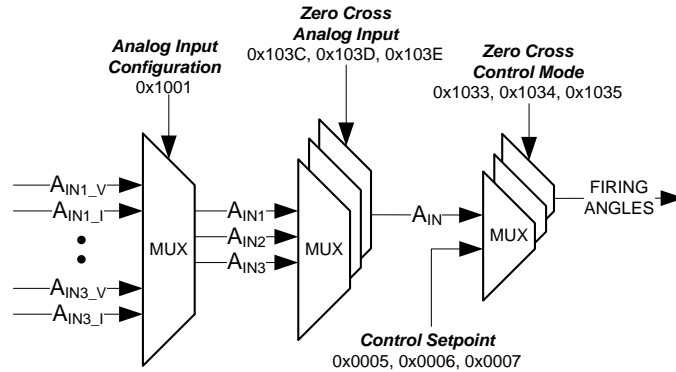 Analog Input
Configuration
0x1001
Zero Cross
Analog Input
0x103C, 0x103D, 0x103E
Zero Cross
Control Mode
0x1033, 0x1034, 0x1035
AIN1_V
AIN1_I
AIN3_V
AIN3_I
MUX
AIN1
AIN2
AIN3
MUX
AIN
MUX
FIRING
ANGLES
Control Setpoint
0x0005, 0x0006, 0x0007